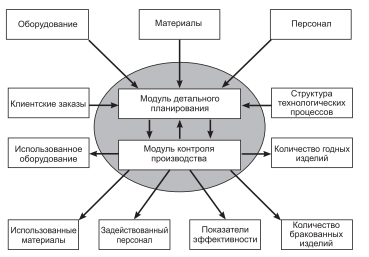 Оборудование
Материалы
Персонал
Клиентские заказы
Модуль детального
планирования
Структура
технологических
процессов
Использованное
оборудование
Модуль контроля
производства
Количество годных
изделий
Использованные
материалы
Задействованный
персонал
Показатели
эффективности
Количество
бракованных
изделий